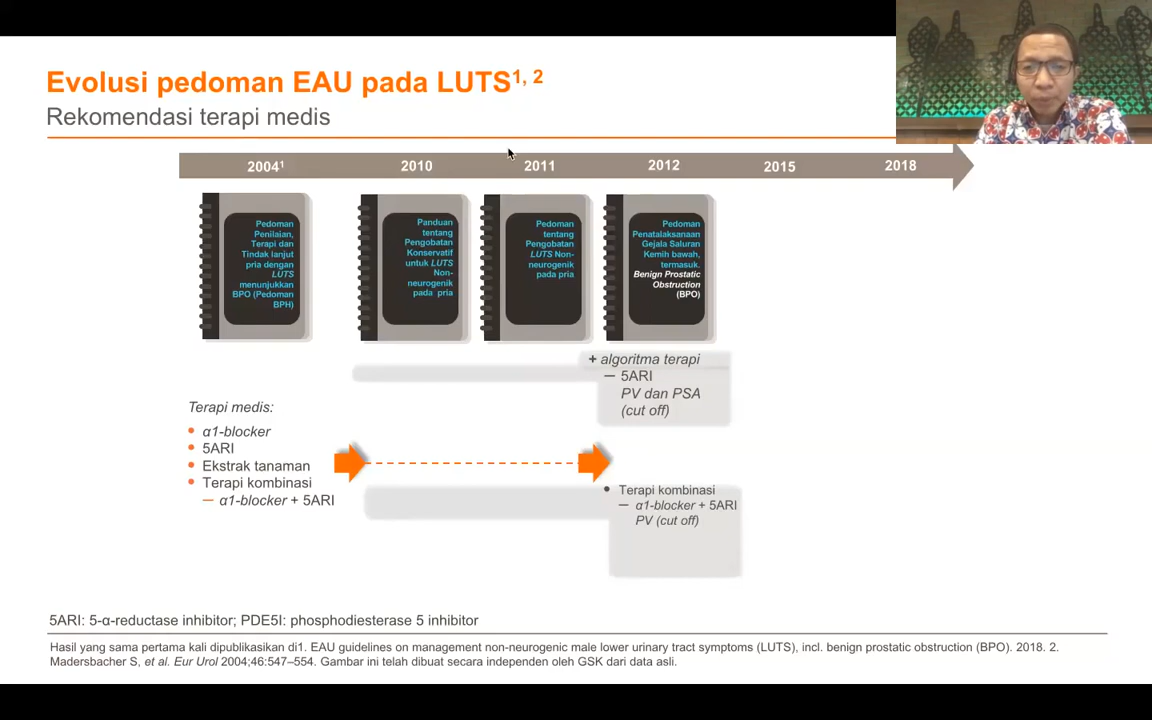 Evolusi pedoman EAU pada LUTS1, 2
Rekomendasi terapi medis
2004¹ 2010 2011 2012 2015 2018
Pedoman
Penilaian,
Terapi dan
Tindak lanjut
pria dengan
LUTS
menunjukkan
BPO (Pedoman
BPH)
Panduan
tentang
Pengobatan
Konservatif
untuk LUTS
Non-
neurogenik
pada pria
Pedoman
tentang
Pengobatan
LUTS Non-
neurogenik
pada pria
Pedoman
Penatalaksanaan
Gejala Saluran
Kemih bawah,
termasuk.
Benign Prostatic
Obstruction
(BPO)
+ algoritma terapi
— 5ARI
PV dan PSA
(cut off)
Terapi medis:
• α1-blocker
• 5ARI
• Ekstrak tanaman
• Terapi kombinasi
— α1-blocker + 5ARI
• Terapi kombinasi
— α1-blocker + 5ARI
PV (cut off)
5ARI: 5-α-reductase inhibitor; PDE5I: phosphodiesterase 5 inhibitor
Hasil yang sama pertama kali dipublikasikan di1. EAU guidelines on management non-neurogenic male lower urinary tract symptoms (LUTS), incl. benign prostatic obstruction (BPO). 2018. 2.
Madersbacher S, et al. Eur Urol 2004;46:547–554. Gambar ini telah dibuat secara independen oleh GSK dari data asli.